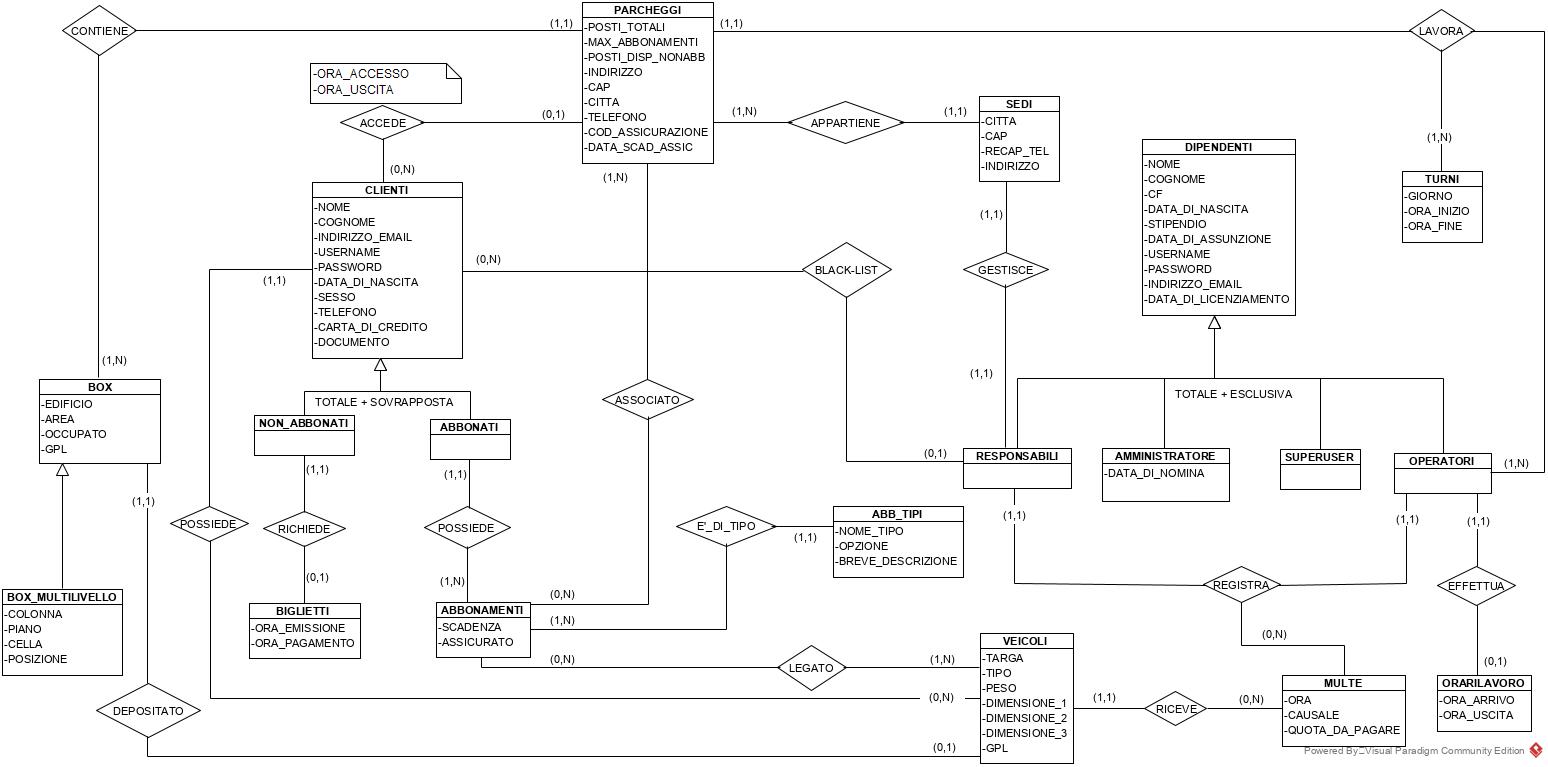 PARCHEGGI
-POSTI_TOTALI
-MAX_ABBONAMENTI
-POSTI_DISP_NONABB
-INDIRIZZO
-CAP
-CITTA
-TELEFONO
-COD_ASSICURAZIONE
-DATA_SCAD_ASSIC
CONTIENE
(1,1)
(1,1)
LAVORA
-ORA_ACCESSO
-ORA_USCITA
ACCEDE
(0,1)
(0,N)
(1,N)
APPARTIENE
(1,1)
SEDI
-CITTA
-CAP
-RECAP_TEL
-INDIRIZZO
(1,N)
TURNI
-GIORNO
-ORA_INIZIO
-ORA_FINE
DIPENDENTI
-NOME
-COGNOME
-CF
-DATA_DI_NASCITA
-STIPENDIO
-DATA_DI_ASSUNZIONE
-USERNAME
-PASSWORD
-INDIRIZZO_EMAIL
-DATA_DI_LICENZIAMENTO
CLIENTI
-NOME
-COGNOME
-INDIRIZZO_EMAIL
-USERNAME
-PASSWORD
-DATA_DI_NASCITA
-SESSO
-TELEFONO
-CARTA_DI_CREDITO
-DOCUMENTO
(1,N)
(1,1)
(0,N)
BLACK-LIST
(1,1)
GESTISCE
(1,1)
(1,N)
BOX
-EDIFICIO
-AREA
-OCCUPATO
-GPL
TOTALE + SOVRAPPOSTA
ASSOCIATO
TOTALE + ESCLUSIVA
NON_ABBONATI
ABBONATI
(0,1)
RESPONSABILI
AMMINISTRATORE
-DATA_DI_NOMINA
SUPERUSER
OPERATORI
(1,N)
(1,1)
(1,1)
(1,1)
POSSIEDE
RICHIEDE
POSSIEDE
E'_DI_TIPO
(1,1)
ABB_TIPI
-NOME_TIPO
-OPZIONE
-BREVE_DESCRIZIONE
(1,1)
(1,1)
(1,1)
(0,1)
(1,N)
(0,N)
(1,N)
REGISTRA
EFFETTUA
BOX_MULTILIVELLO
-COLONNA
-PIANO
-CELLA
-POSIZIONE
BIGLIETTI
-ORA_EMISSIONE
-ORA_PAGAMENTO
ABBONAMENTI
-SCADENZA
-ASSICURATO
(0,N)
LEGATO
(1,N)
VEICOLI
-TARGA
-TIPO
-PESO
-DIMENSIONE_1
-DIMENSIONE_2
-DIMENSIONE_3
-GPL
(0,N)
(0,1)
(0,N)
(1,1)
RICEVE
(0,N)
MULTE
-ORA
-CAUSALE
-QUOTA_DA_PAGARE
ORARILAVORO
-ORA_ARRIVO
-ORA_USCITA
DEPOSITATO
(0,1)
Powered By Visual Paradigm Community Edition